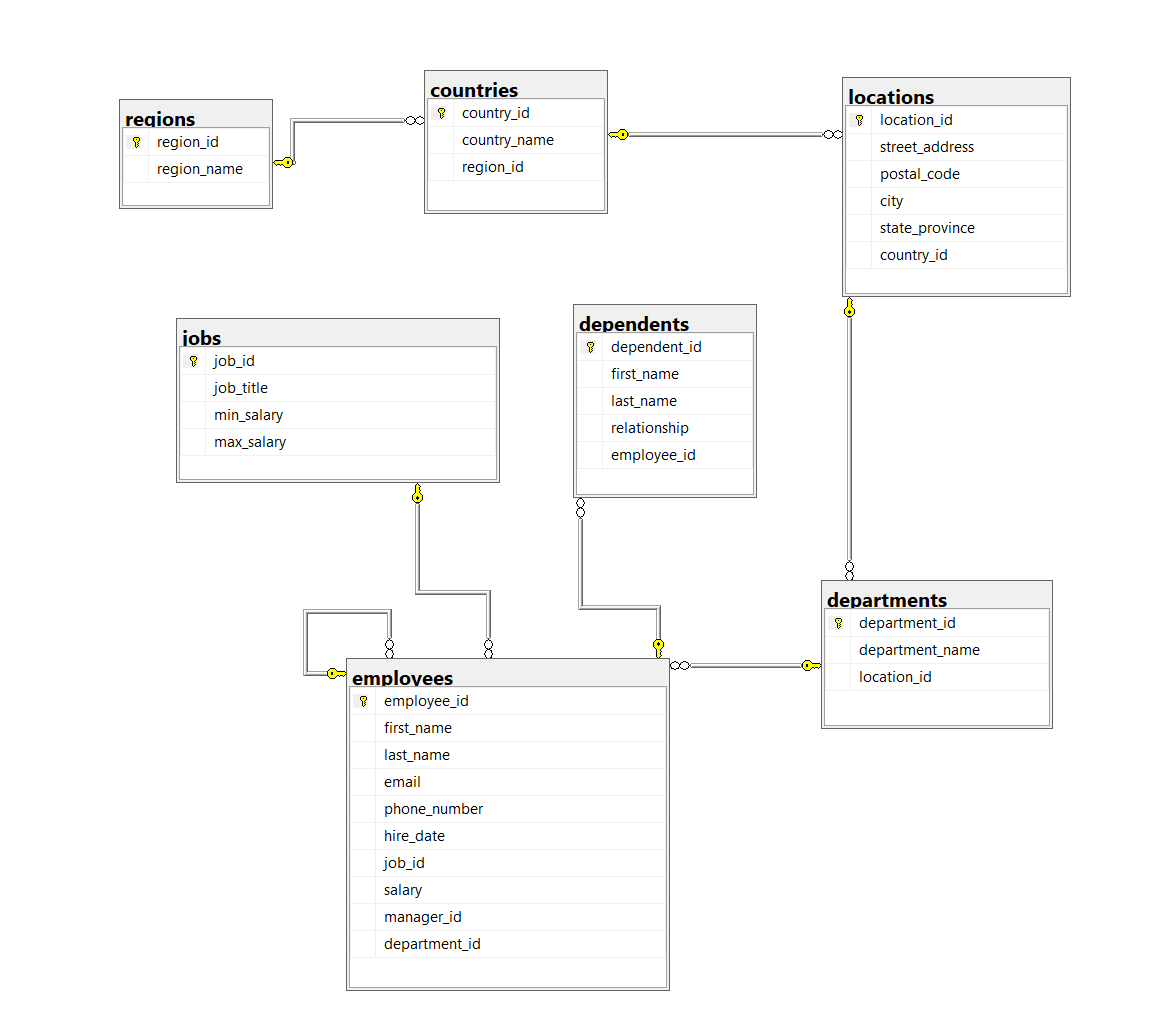 regions
region_id
region_name
countries
country_id
country_name
region_id
locations
location_id
street_address
postal_code
city
state_province
country_id
jobs
job_id
job_title
min_salary
max_salary
dependents
dependent_id
first_name
last_name
relationship
employee_id
departments
department_id
department_name
location_id
employees
employee_id
first_name
last_name
email
phone_number
hire_date
job_id
salary
manager_id
department_id